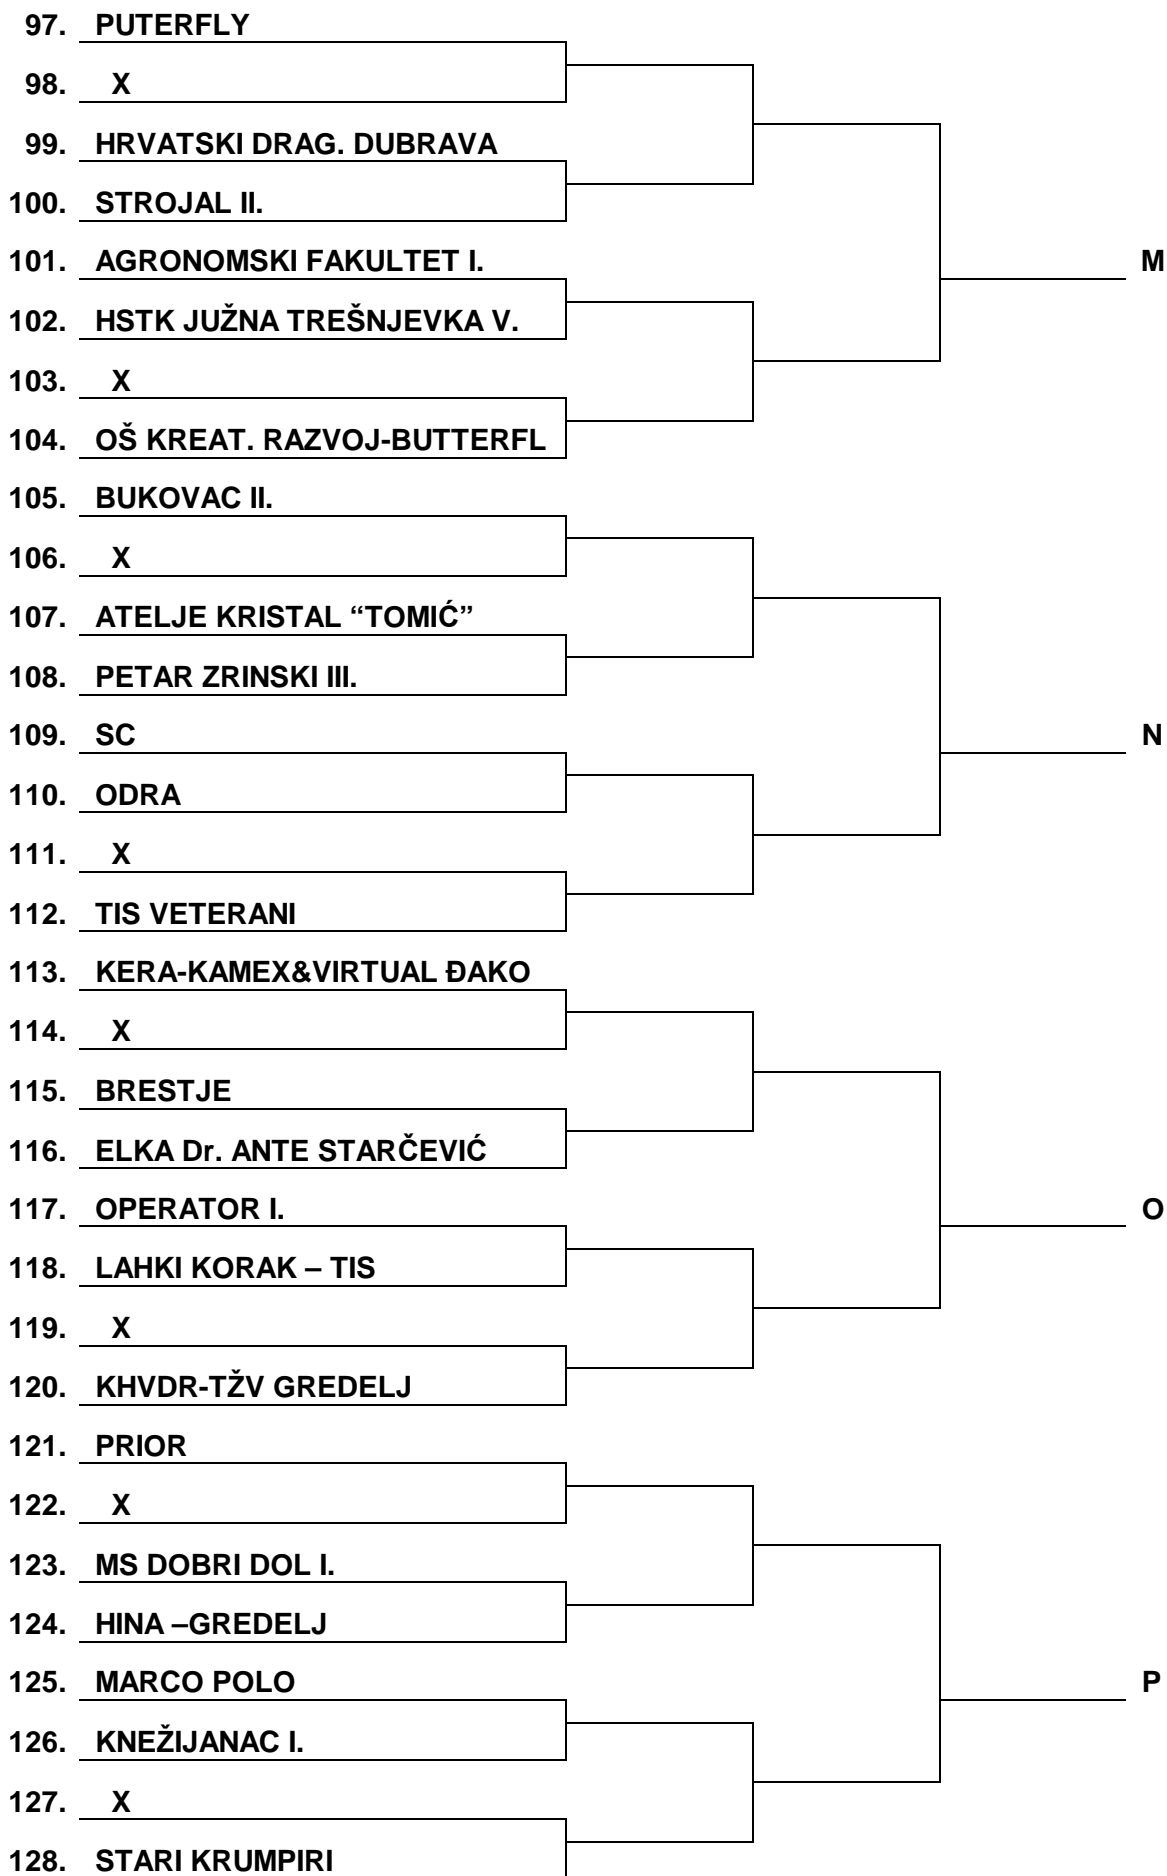 97. PUTERFLY
98. X
99. HRVATSKI DRAG. DUBRAVA
100. STROJAL II.
101. AGRONOMSKI FAKULTET I. M
102. HSTK JUŽNA TREŠNJEVKA V.
103. X
104. OŠ KREAT. RAZVOJ-BUTTERFL
105. BUKOVAC II.
106. X
107. ATELJE KRISTAL “TOMIĆ”
108. PETAR ZRINSKI III.
109. SC N
110. ODRA
111. X
112. TIS VETERANI
113. KERA-KAMEX&VIRTUAL ĐAKO
114. X
115. BRESTJE
116. ELKA Dr. ANTE STARČEVIĆ
117. OPERATOR I. O
118. LAHKI KORAK – TIS
119. X
120. KHVDR-TŽV GREDELJ
121. PRIOR
122. X
123. MS DOBRI DOL I.
124. HINA –GREDELJ
125. MARCO POLO P
126. KNEŽIJANAC I.
127. X
128. STARI KRUMPIRI